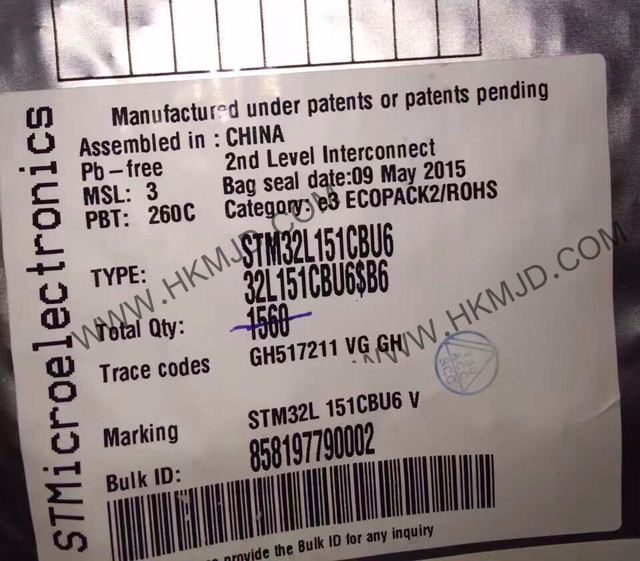 STMicroelectronics
Manufactured under patents or patents pending
Assembled in : CHINA
Pb-free 2nd Level Interconnect
MSL: 3 Bag seal date:09 May 2015
PBT: 260C Category: e3 ECOPACK2/ROHS
TYPE: STM32L151CBU6
32L151CBU6$B6
Total Qty: 1560
Trace codes GH517211 VG GH
Marking STM32L 151CBU6 V
Bulk ID: 858197790002
provide the Bulk ID for any inquiry
WWW.HKMJD.COM
WWW.HKMJD.COM